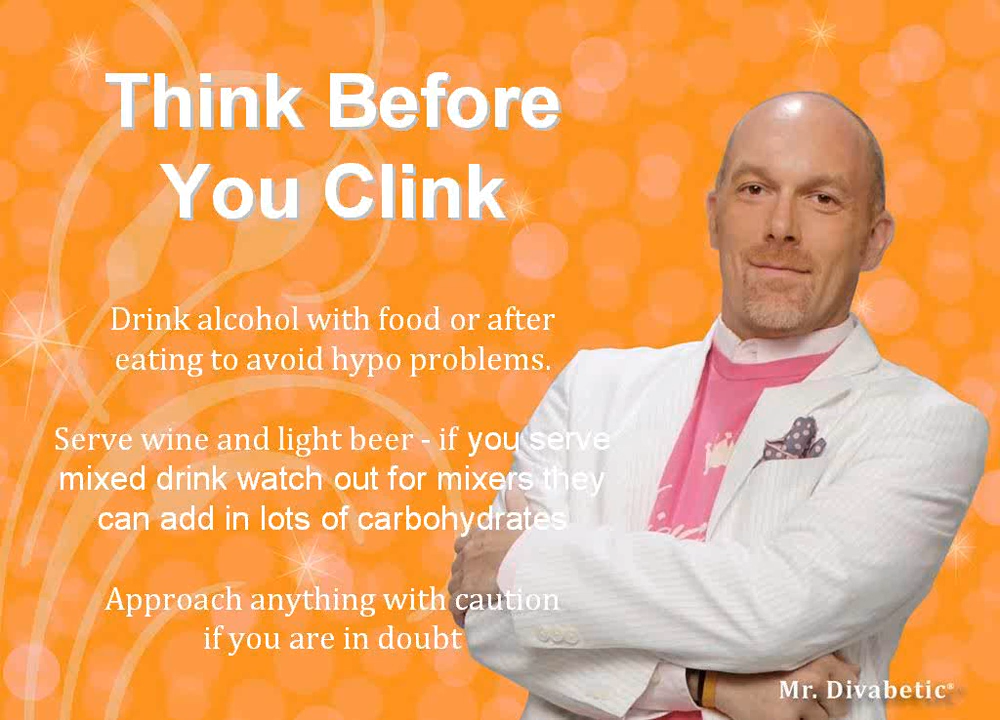 Think Before
You Clink
Drink alcohol with food or after
eating to avoid hypo problems.
Serve wine and light beer - if you serve
mixed drink watch out for mixers they
can add in lots of carbohydrates
Approach anything with caution
if you are in doubt
Mr. Divabetic®